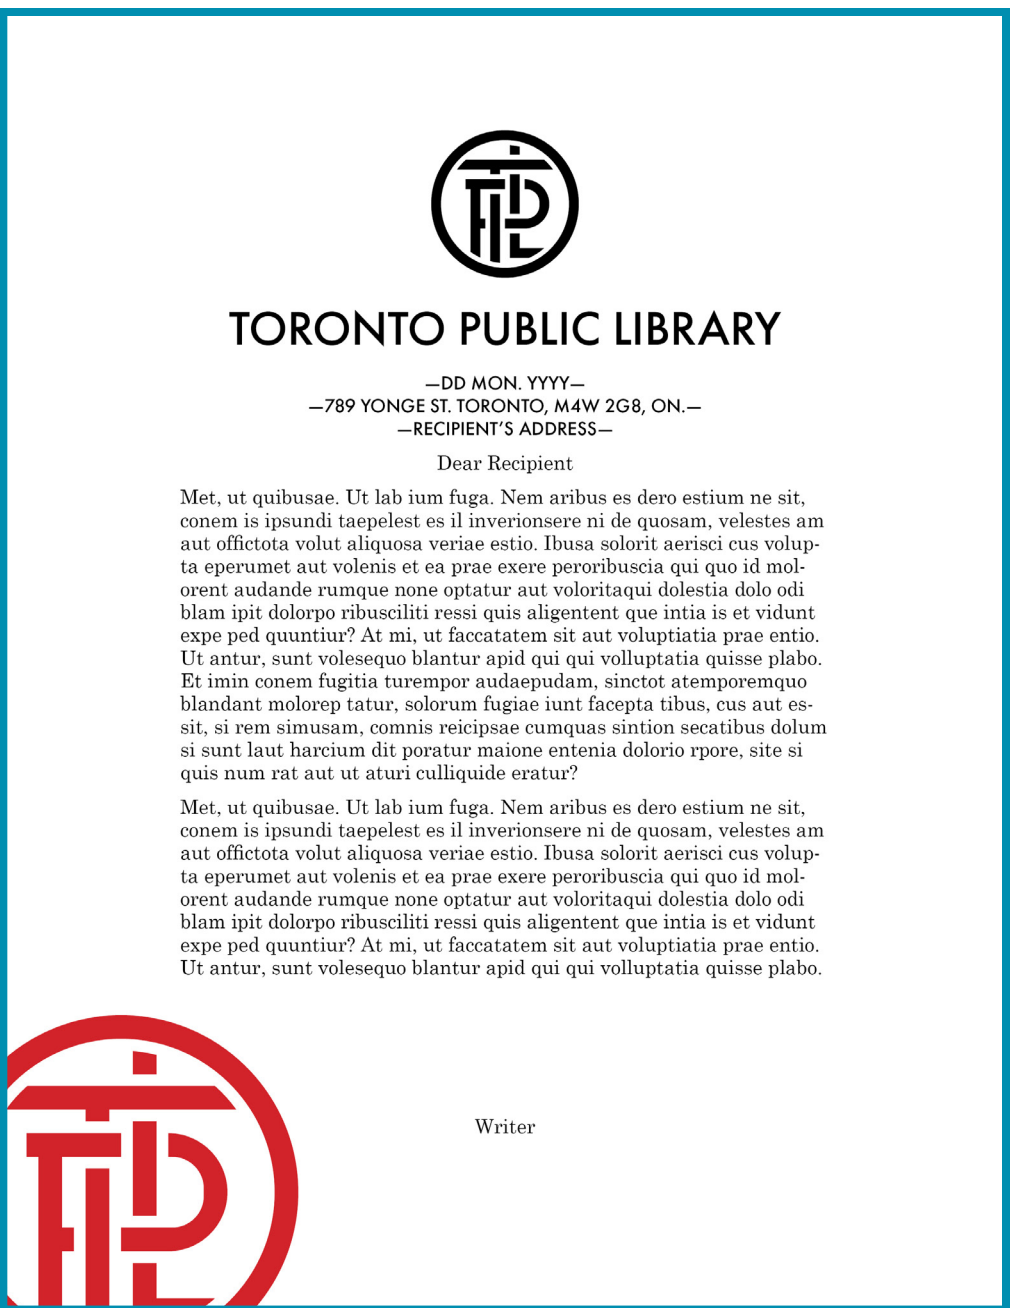 TPL
TORONTO PUBLIC LIBRARY
—DD MON. YYYY—
—789 YONGE ST. TORONTO, M4W 2G8, ON.—
—RECIPIENT’S ADDRESS—
Dear Recipient
Met, ut quibusae. Ut lab ium fuga. Nem aribus es dero estium ne sit,
conem is ipsundi taepelest es il inverionsere ni de quosam, velestes am
aut offictota volut aliquosa veriae estio. Ibusa solorit aerisci cus volup-
ta eperumet aut volenis et ea prae exere peroribuscia qui quo id mol-
orent audande rumque none optatur aut voloritaqui dolestia dolo odi
blam ipit dolorpo ribusciliti ressi quis aligentent que intia is et vidunt
expe ped quuntiur? At mi, ut faccatatem sit aut voluptiatia prae entio.
Ut antur, sunt volesequo blantur apid qui qui volluptatia quisse plabo.
Et imin conem fugitia turempor audaepudam, sinctot atemporemquo
blandant molorep tatur, solorum fugiae iunt facepta tibus, cus aut es-
sit, si rem simusam, comnis reicipsae cumquas sintion secatibus dolum
si sunt laut harcium dit poratur maione entenia dolorio rpore, site si
quis num rat aut ut aturi culliquide eratur?
Met, ut quibusae. Ut lab ium fuga. Nem aribus es dero estium ne sit,
conem is ipsundi taepelest es il inverionsere ni de quosam, velestes am
aut offictota volut aliquosa veriae estio. Ibusa solorit aerisci cus volup-
ta eperumet aut volenis et ea prae exere peroribuscia qui quo id mol-
orent audande rumque none optatur aut voloritaqui dolestia dolo odi
blam ipit dolorpo ribusciliti ressi quis aligentent que intia is et vidunt
expe ped quuntiur? At mi, ut faccatatem sit aut voluptiatia prae entio.
Ut antur, sunt volesequo blantur apid qui qui volluptatia quisse plabo.
Writer
TPL